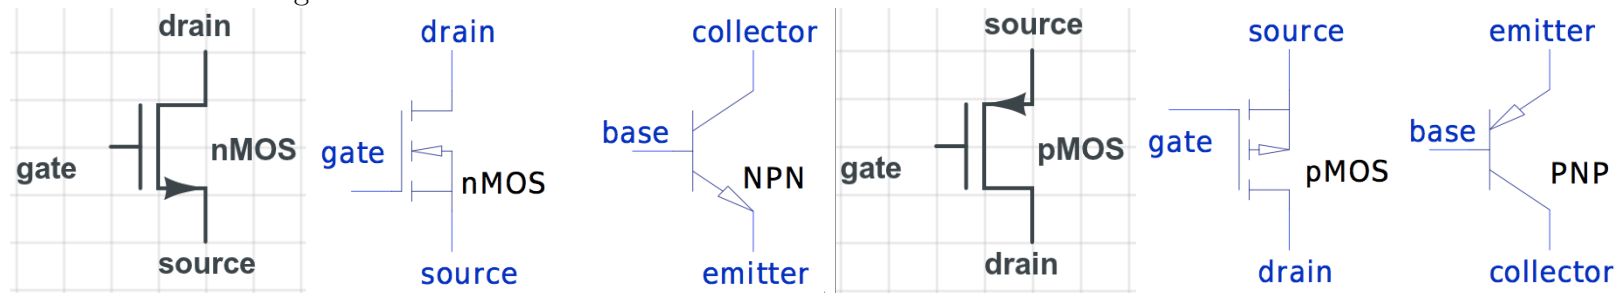 drain
gate
nMOS
source
drain
gate
nMOS
source
collector
base
NPN
emitter
source
gate
pMOS
drain
source
gate
pMOS
drain
emitter
base
PNP
collector